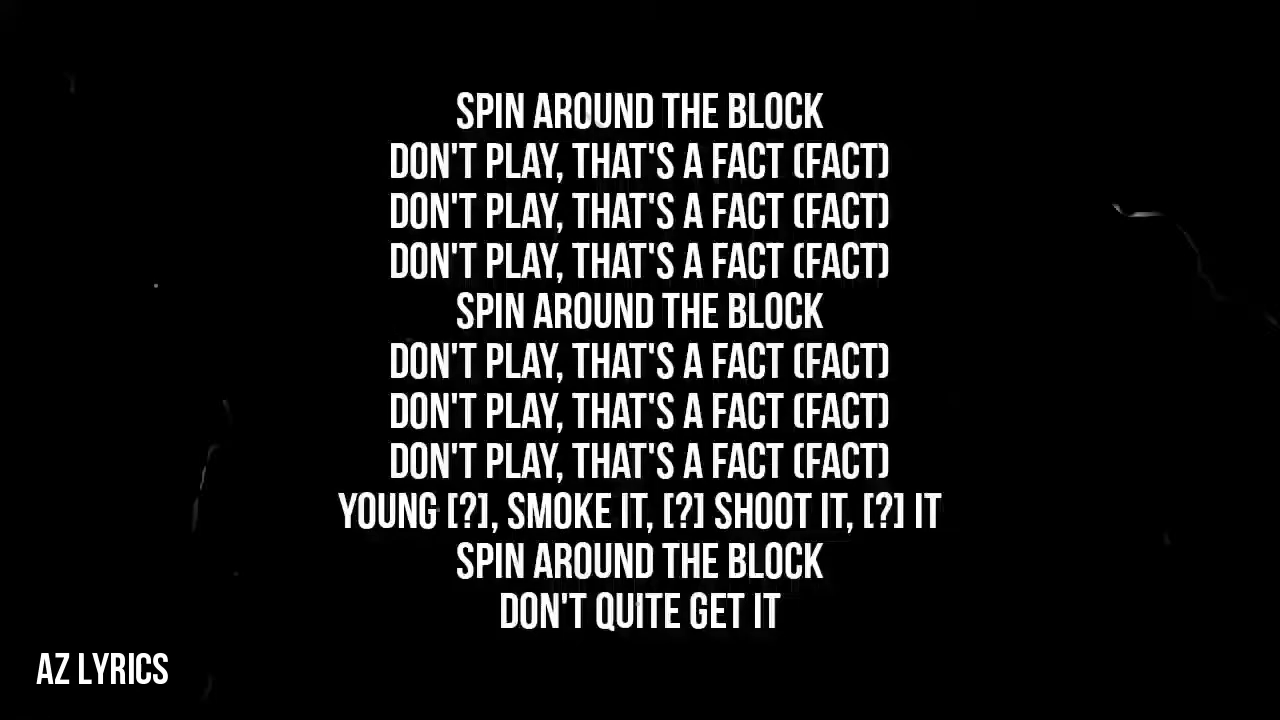 SPIN AROUND THE BLOCK
DON'T PLAY, THAT'S A FACT (FACT)
DON'T PLAY, THAT'S A FACT (FACT)
DON'T PLAY, THAT'S A FACT (FACT)
SPIN AROUND THE BLOCK
DON'T PLAY, THAT'S A FACT (FACT)
DON'T PLAY, THAT'S A FACT (FACT)
DON'T PLAY, THAT'S A FACT (FACT)
YOUNG [?], SMOKE IT, [?] SHOOT IT, [?] IT
SPIN AROUND THE BLOCK
DON'T QUITE GET IT
AZ LYRICS